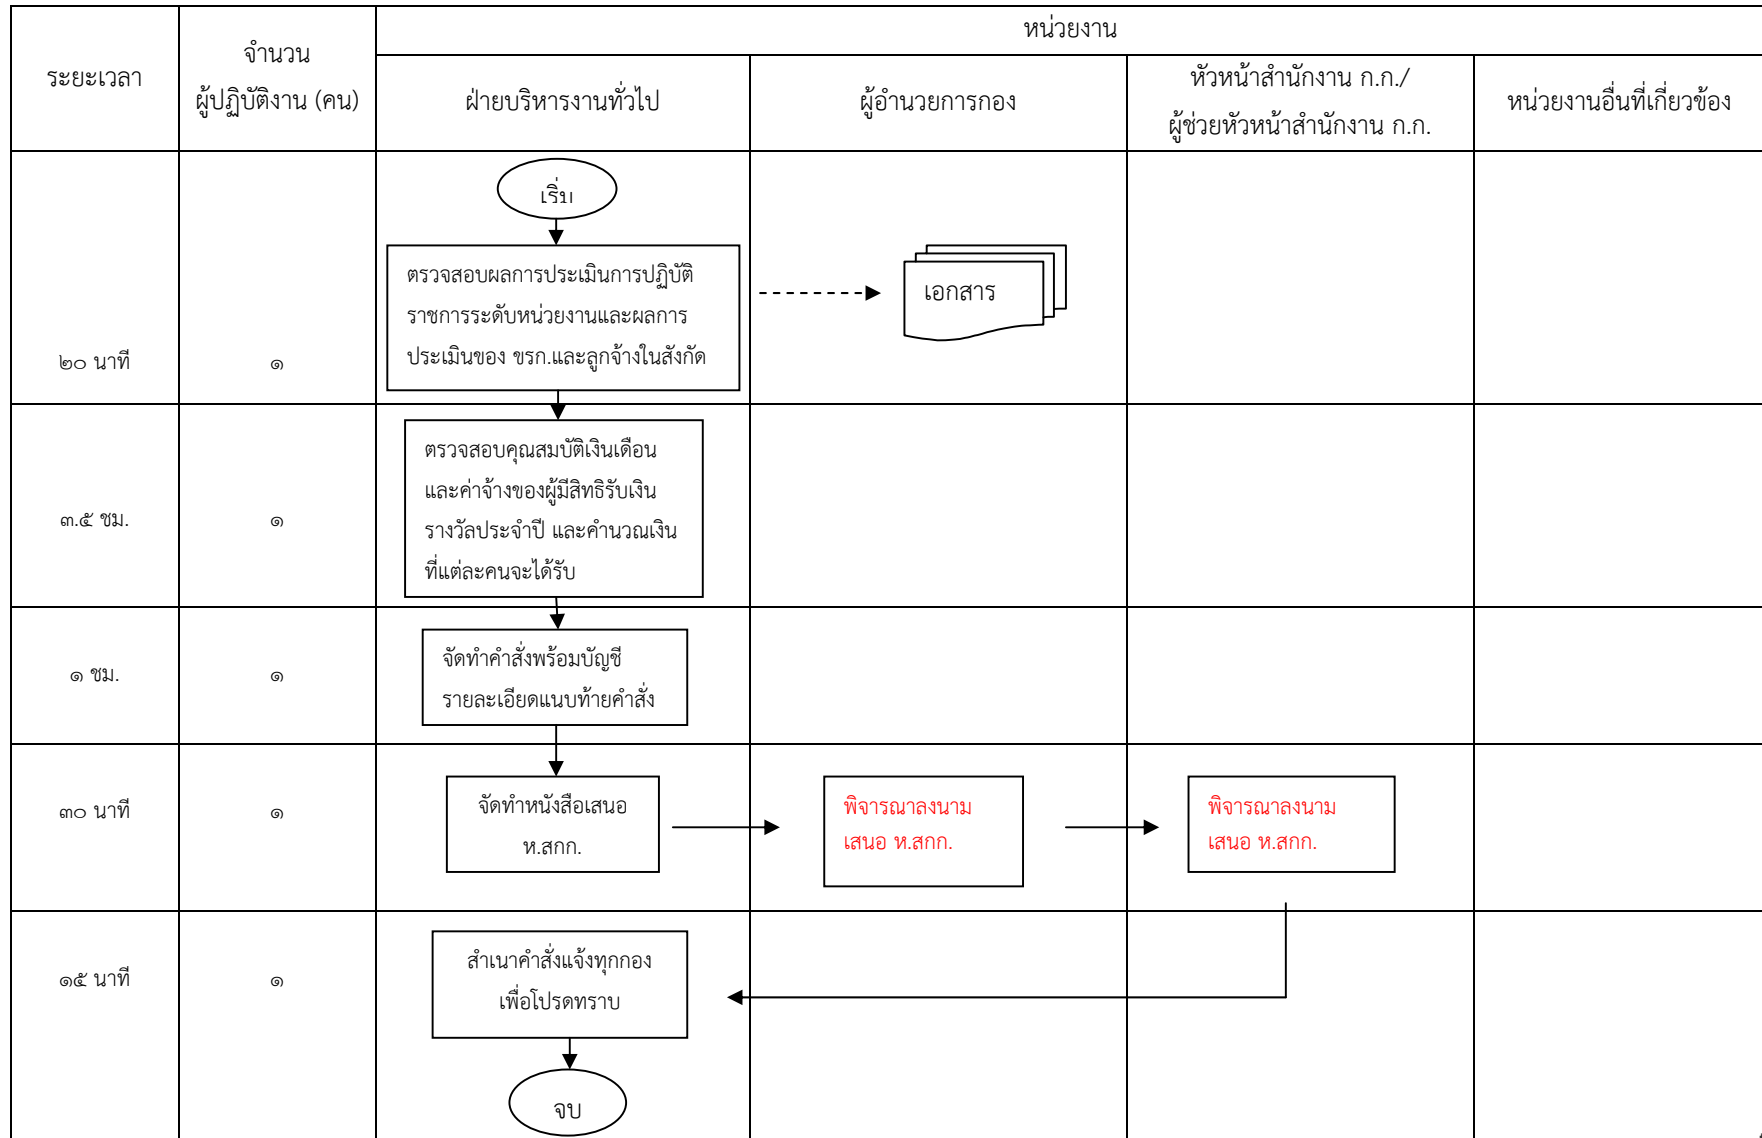 หน่วยงาน
ระยะเวลา
จำนวน
ผู้ปฏิบัติงาน (คน)
ฝ่ายบริหารงานทั่วไป
ผู้อำนวยการกอง
หัวหน้าสำนักงาน ก.ก./
ผู้ช่วยหัวหน้าสำนักงาน ก.ก.
หน่วยงานอื่นที่เกี่ยวข้อง
เริ่ม
ตรวจสอบผลการประเมินการปฏิบัติ
ราชการระดับหน่วยงานและผลการ
ประเมินของ ขรก.และลูกจ้างในสังกัด
เอกสาร
๒๐ นาที
๑
ตรวจสอบคุณสมบัติเงินเดือน
และค่าจ้างของผู้มีสิทธิรับเงิน
รางวัลประจำปี และคำนวณเงิน
ที่แต่ละคนจะได้รับ
๓.๕ ชม.
๑
จัดทำคำสั่งพร้อมบัญชี
รายละเอียดแนบท้ายคำสั่ง
๑ ชม.
๑
๓๐ นาที
๑
จัดทำหนังสือเสนอ
ห.สกก.
พิจารณาลงนาม
เสนอ ห.สกก.
พิจารณาลงนาม
เสนอ ห.สกก.
๑๕ นาที
๑
สำเนาคำสั่งแจ้งทุกกอง
เพื่อโปรดทราบ
จบ